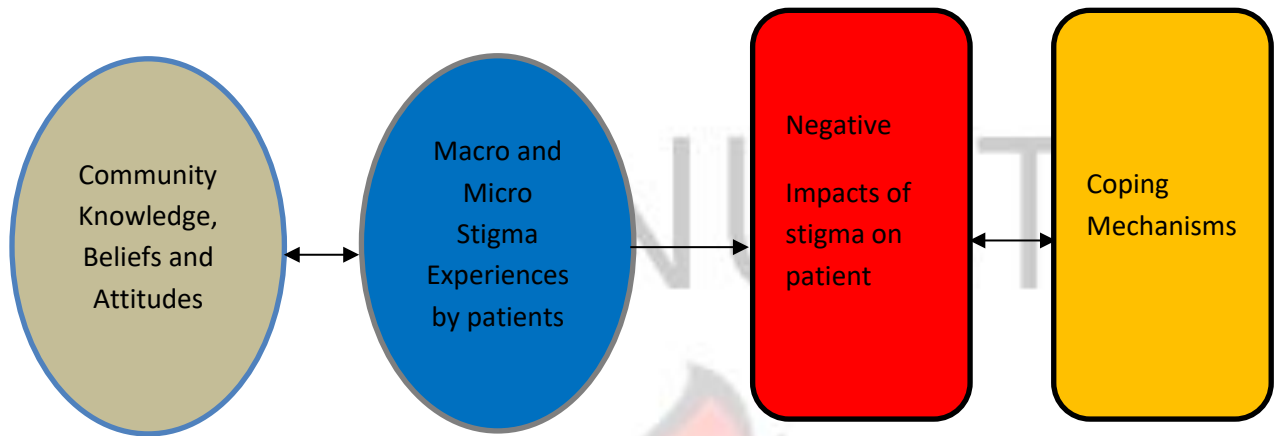 Community
Knowledge,
Beliefs and
Attitudes
Macro and
Micro
Stigma
Experiences
by patients
Negative
Impacts of
stigma on
patient
Coping
Mechanisms